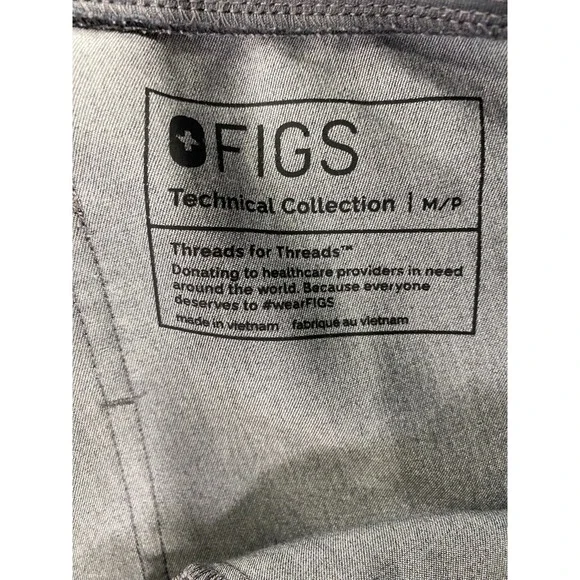 FIGS
Technical Collection | M/P
Threads for Threads™
Donating to healthcare providers in need
around the world. Because everyone
deserves to #wearFIGS
made in vietnam fabriqué au vietnam